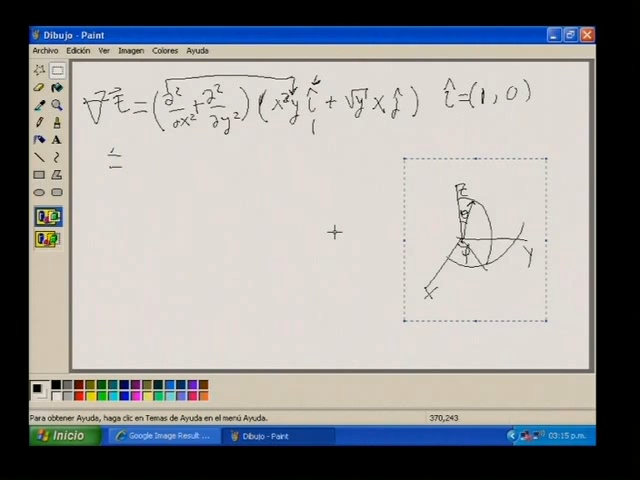 Dibujo - Paint
Archivo Edición Ver Imagen Colores Ayuda
∇²E⃗ = (∂²/∂x² + ∂²/∂y²) (x²y î + √y x ĵ) î = (1, 0)
1
=
z
θ
φ
Y
X
Para obtener Ayuda, haga clic en Temas de Ayuda en el menú Ayuda. 370,243
Inicio Google Image Result ... Dibujo - Paint 03:15 p.m.